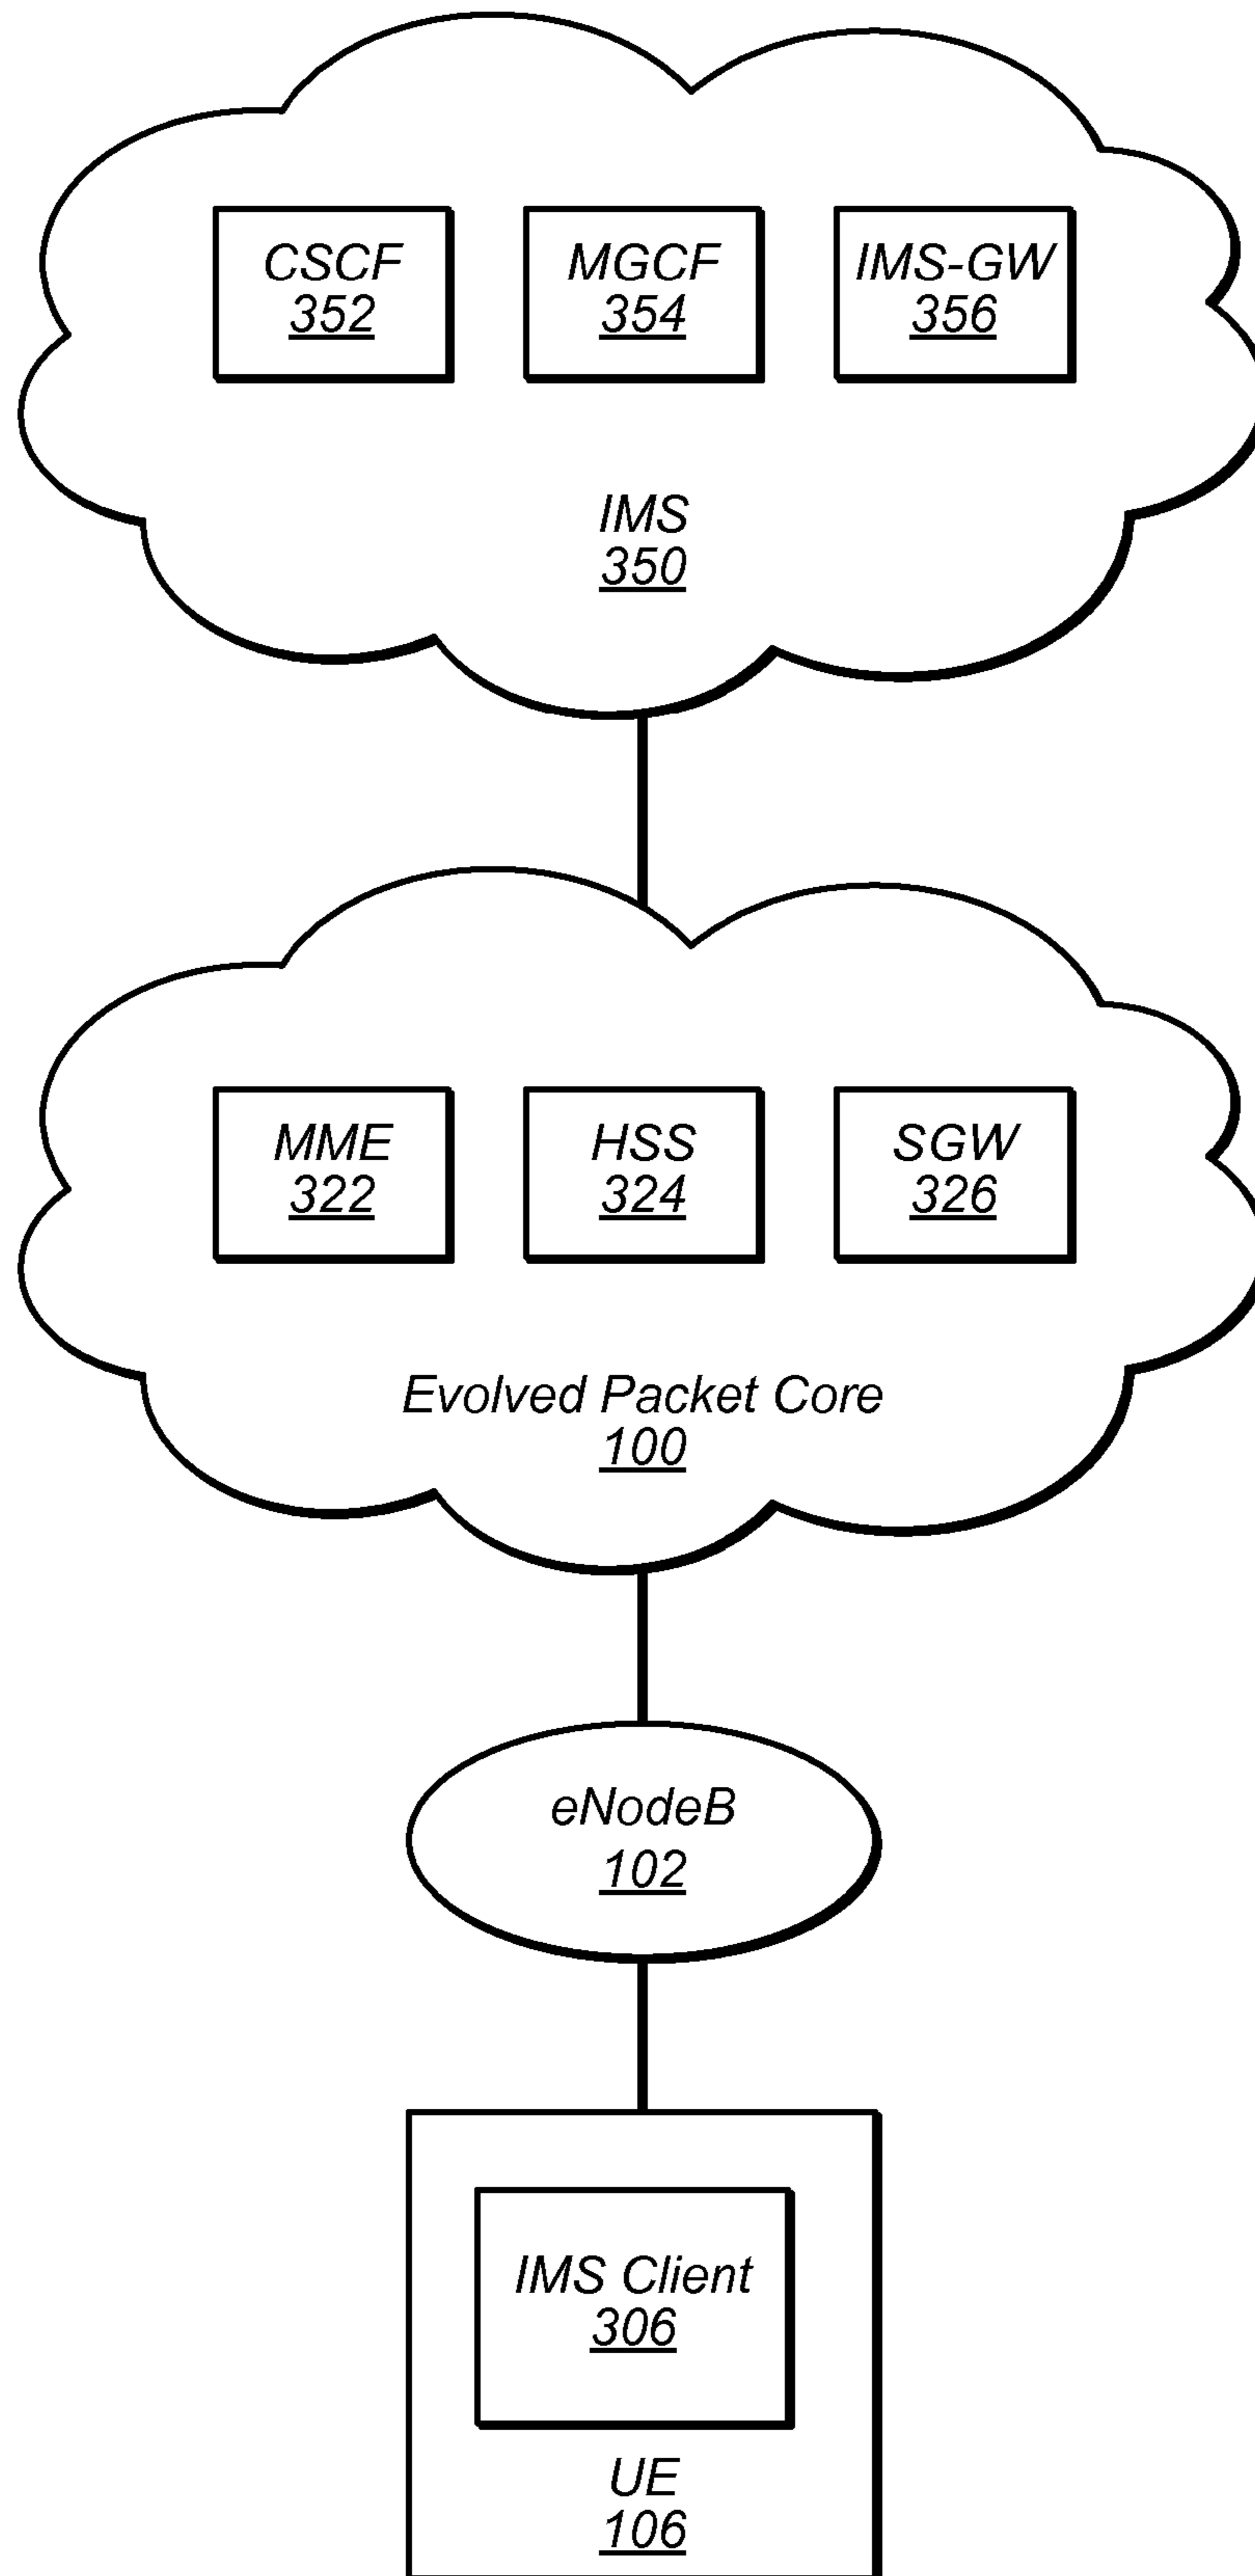 CSCF
352
MGCF
354
IMS-GW
356
IMS
350
MME
322
HSS
324
SGW
326
Evolved Packet Core
100
eNodeB
102
IMS Client
306
UE
106